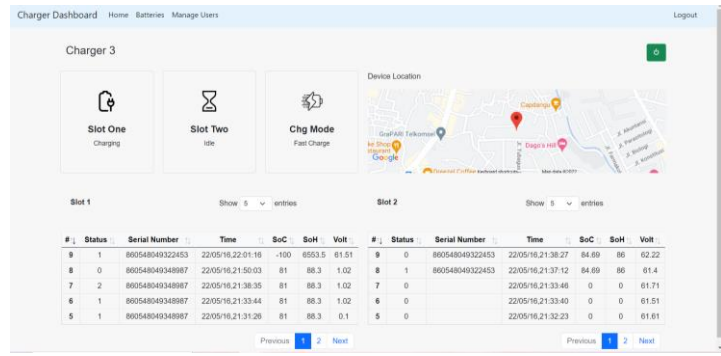 Charger Dashboard Home Batteries Manage Users Logout
Charger 3
Device Location
Slot One
Charging
Slot Two
Idle
Chg Mode
Fast Charge
Capdangu
GraPARI Telkomsel
Dago's Hill
Google
Slot 1 Show 5 entries
# Status Serial Number Time SoC SoH Volt
9 1 860548049322453 22/05/16,22:01:16 -100 6553.5 61.51
8 0 860548049348987 22/05/16,21:50:03 81 88.3 1.02
7 2 860548049348987 22/05/16,21:38:35 81 88.3 1.02
6 1 860548049348987 22/05/16,21:33:44 81 88.3 1.02
5 1 860548049348987 22/05/16,21:31:26 81 88.3 0.1
Previous 1 2 Next
Slot 2 Show 5 entries
# Status Serial Number Time SoC SoH Volt
9 0 860548049322453 22/05/16,21:38:27 84.69 86 62.22
8 1 860548049322453 22/05/16,21:37:12 84.69 86 61.4
7 0 22/05/16,21:33:46 0 0 61.71
6 0 22/05/16,21:33:40 0 0 61.51
5 0 22/05/16,21:32:23 0 0 61.61
Previous 1 2 Next